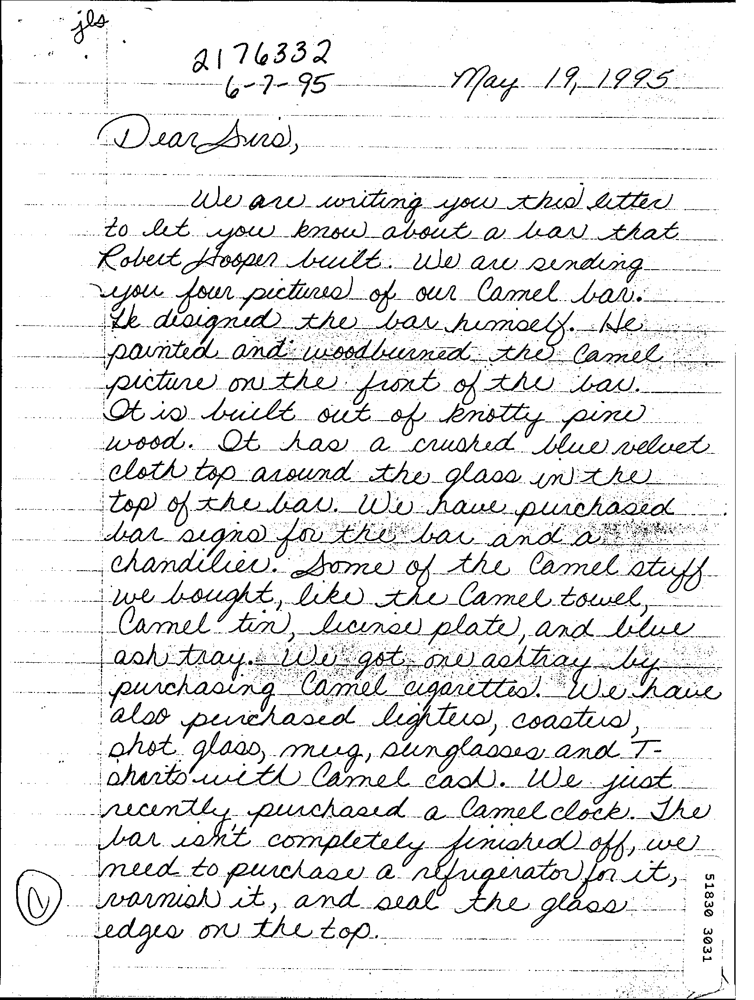 jls
2176332
6-7-95
May 19, 1995
Dear Sirs,
We are writing you this letter
to let you know about a bar that
Robert Hooper built. We are sending
you four pictures of our Camel bar.
He designed the bar himself. He
painted and woodburned the Camel
picture on the front of the bar.
It is built out of knotty pine
wood. It has a crushed blue velvet
cloth top around the glass in the
top of the bar. We have purchased
bar signs for the bar and a
chandilier. Some of the Camel stuff
we bought, like the Camel towel,
Camel tin, license plate, and blue
ash tray. We got one ashtray by
purchasing Camel cigarettes. We have
also purchased lighters, coasters,
shot glass, mug, sunglasses and T-
shirts with Camel cash. We just
recently purchased a Camel clock. The
bar isn't completely finished off, we
need to purchase a refrigerator for it,
varnish it, and seal the glass
edges on the top.
1
51830 3031